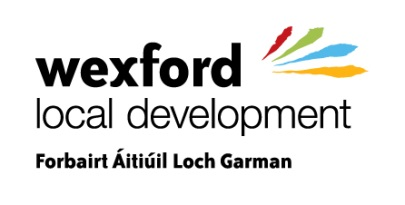 wexford
local development
Forbairt Áitiúil Loch Garman